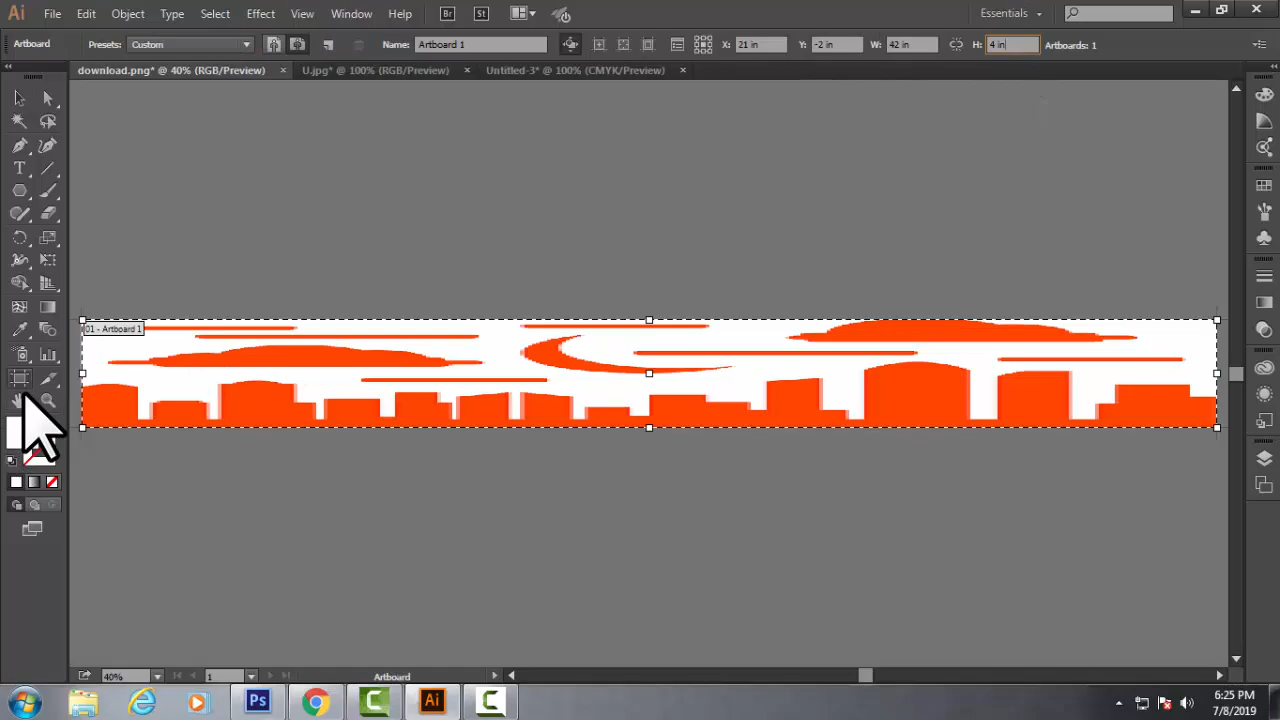 Ai File Edit Object Type Select Effect View Window Help Br St Essentials
Artboard Presets: Custom Name: Artboard 1 X: 21 in Y: -2 in W: 42 in H: 4 in Artboards: 1
download.png* @ 40% (RGB/Preview) × U.jpg* @ 100% (RGB/Preview) × Untitled-3* @ 100% (CMYK/Preview) ×
01 - Artboard 1
40% 1 Artboard
Ps Ai
6:25 PM
7/8/2019